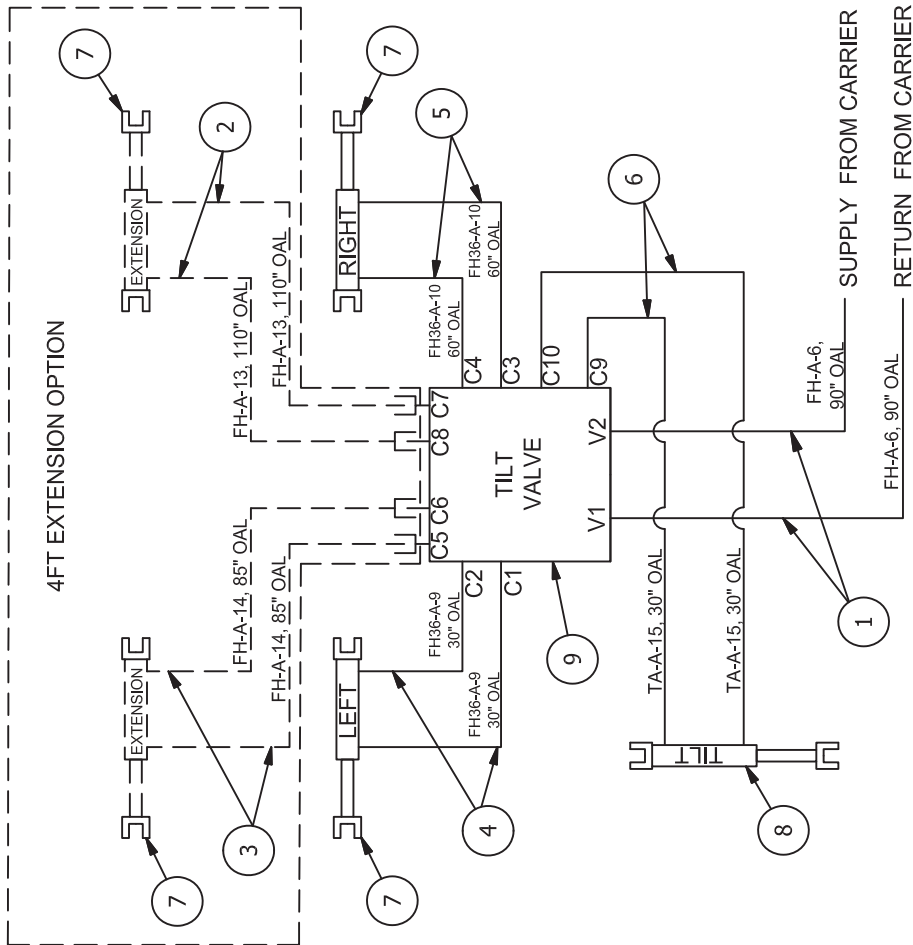 4FT EXTENSION OPTION
7
7
EXTENSION
EXTENSION
2
FH-A-13, 110" OAL
FH-A-13, 110" OAL
FH-A-14, 85" OAL
FH-A-14, 85" OAL
3
7
7
RIGHT
5
FH36-A-10
60" OAL
FH36-A-10
60" OAL
LEFT
FH36-A-9
30" OAL
FH36-A-9
30" OAL
4
7
C5
C6
C8
C7
C2
C1
C4
C3
C10
C9
TILT
VALVE
V1
V2
9
6
TA-A-15, 30" OAL
TA-A-15, 30" OAL
TILT
8
1
FH-A-6,
90" OAL
SUPPLY FROM CARRIER
FH-A-6, 90" OAL
RETURN FROM CARRIER